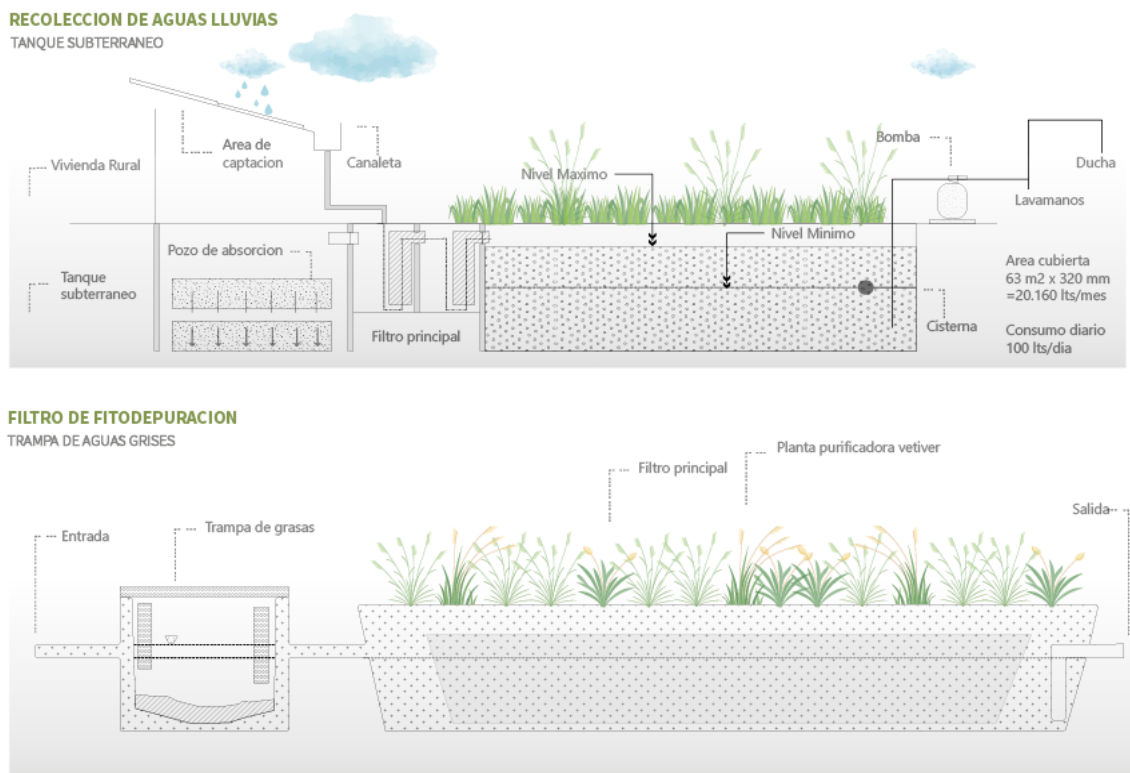 RECOLECCION DE AGUAS LLUVIAS
TANQUE SUBTERRANEO
Vivienda Rural
Area de
captacion
Canaleta
Nivel Maximo
Bomba
Ducha
Lavamanos
Nivel Minimo
Pozo de absorcion
Tanque
subterraneo
Filtro principal
Cisterna
Area cubierta
63 m2 x 320 mm
=20.160 lts/mes
Consumo diario
100 lts/dia
FILTRO DE FITODEPURACION
TRAMPA DE AGUAS GRISES
Entrada
Trampa de grasas
Filtro principal
Planta purificadora vetiver
Salida